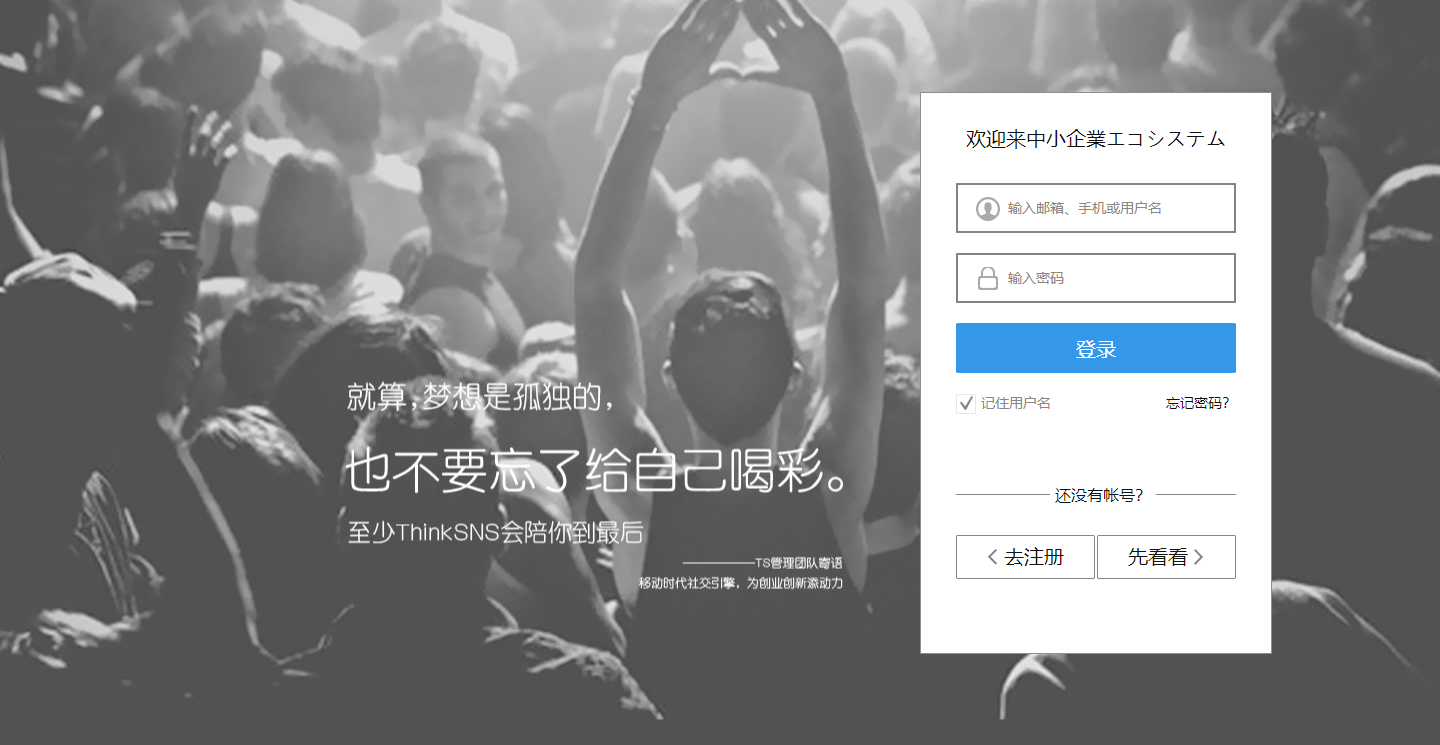 就算,梦想是孤独的,
也不要忘了给自己喝彩。
至少ThinkSNS会陪你到最后
————————TS管理团队寄语
移动时代社交引擎，为创业创新添动力
欢迎来中小企業エコシステム
输入邮箱、手机或用户名
输入密码
登录
记住用户名 忘记密码？
还没有帐号？
去注册 先看看